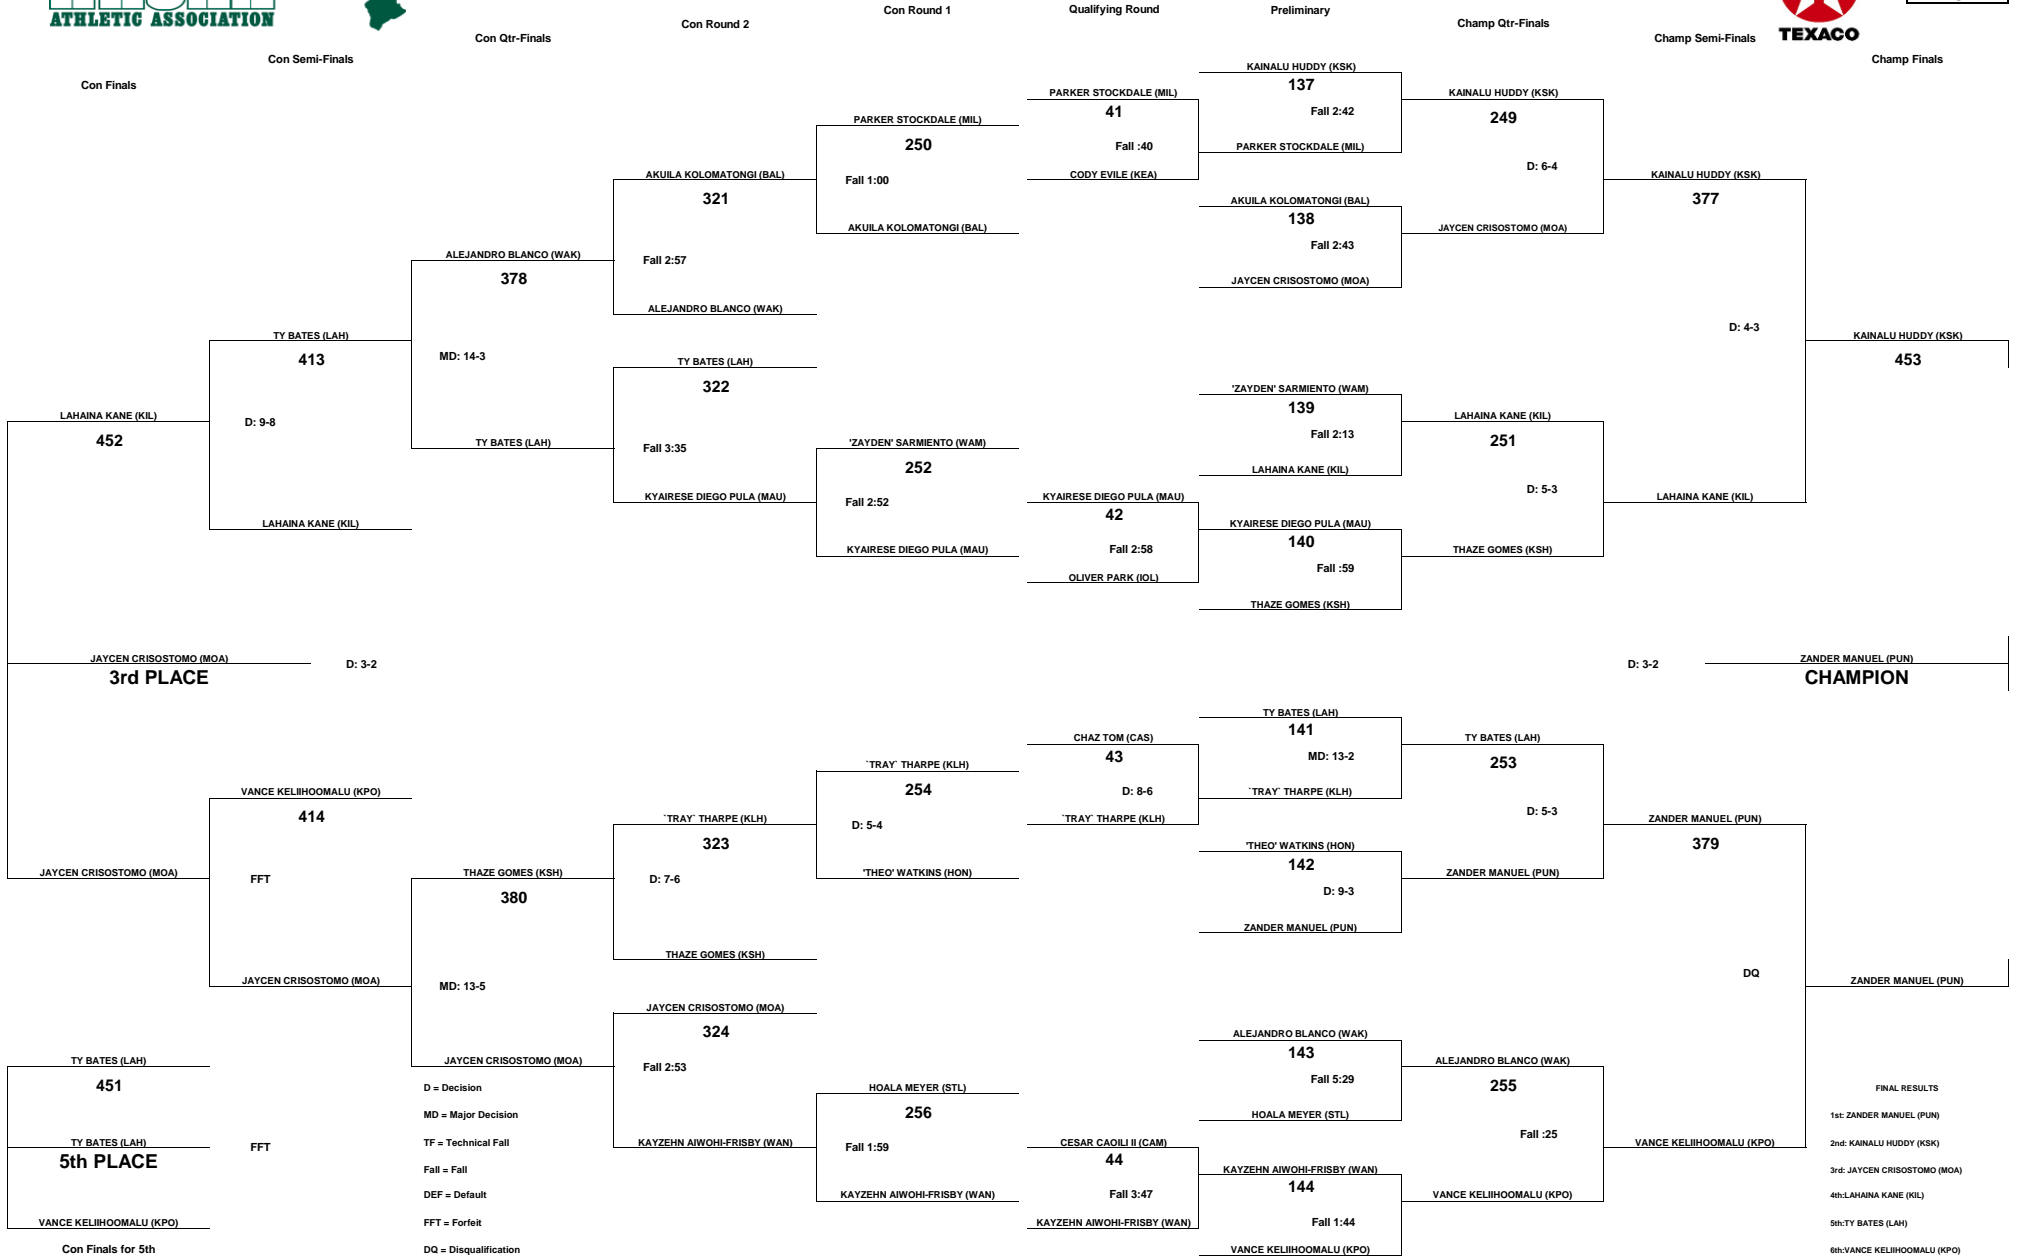 ATHLETIC ASSOCIATION
TEXACO
Con Finals
Con Semi-Finals
Con Qtr-Finals
Con Round 2
Con Round 1
Qualifying Round
Preliminary
Champ Qtr-Finals
Champ Semi-Finals
Champ Finals
LAHAINA KANE (KIL)
452
JAYCEN CRISOSTOMO (MOA)
3rd PLACE
D: 3-2
JAYCEN CRISOSTOMO (MOA)
TY BATES (LAH)
451
TY BATES (LAH)
5th PLACE
FFT
VANCE KELIIHOOMALU (KPO)
Con Finals for 5th
TY BATES (LAH)
413
D: 9-8
LAHAINA KANE (KIL)
VANCE KELIIHOOMALU (KPO)
414
FFT
JAYCEN CRISOSTOMO (MOA)
ALEJANDRO BLANCO (WAK)
378
MD: 14-3
TY BATES (LAH)
THAZE GOMES (KSH)
380
MD: 13-5
JAYCEN CRISOSTOMO (MOA)
D = Decision
MD = Major Decision
TF = Technical Fall
Fall = Fall
DEF = Default
FFT = Forfeit
DQ = Disqualification
AKUILA KOLOMATONGI (BAL)
321
Fall 2:57
ALEJANDRO BLANCO (WAK)
TY BATES (LAH)
322
Fall 3:35
KYAIRESE DIEGO PULA (MAU)
`TRAY` THARPE (KLH)
323
D: 7-6
THAZE GOMES (KSH)
JAYCEN CRISOSTOMO (MOA)
324
Fall 2:53
KAYZEHN AIWOHI-FRISBY (WAN)
PARKER STOCKDALE (MIL)
250
Fall 1:00
AKUILA KOLOMATONGI (BAL)
'ZAYDEN' SARMIENTO (WAM)
252
Fall 2:52
KYAIRESE DIEGO PULA (MAU)
`TRAY` THARPE (KLH)
254
D: 5-4
'THEO' WATKINS (HON)
HOALA MEYER (STL)
256
Fall 1:59
KAYZEHN AIWOHI-FRISBY (WAN)
PARKER STOCKDALE (MIL)
41
Fall :40
CODY EVILE (KEA)
KYAIRESE DIEGO PULA (MAU)
42
Fall 2:58
OLIVER PARK (IOL)
CHAZ TOM (CAS)
43
D: 8-6
`TRAY` THARPE (KLH)
CESAR CAOILI II (CAM)
44
Fall 3:47
KAYZEHN AIWOHI-FRISBY (WAN)
KAINALU HUDDY (KSK)
137
Fall 2:42
PARKER STOCKDALE (MIL)
AKUILA KOLOMATONGI (BAL)
138
Fall 2:43
JAYCEN CRISOSTOMO (MOA)
'ZAYDEN' SARMIENTO (WAM)
139
Fall 2:13
LAHAINA KANE (KIL)
KYAIRESE DIEGO PULA (MAU)
140
Fall :59
THAZE GOMES (KSH)
TY BATES (LAH)
141
MD: 13-2
`TRAY` THARPE (KLH)
'THEO' WATKINS (HON)
142
D: 9-3
ZANDER MANUEL (PUN)
ALEJANDRO BLANCO (WAK)
143
Fall 5:29
HOALA MEYER (STL)
KAYZEHN AIWOHI-FRISBY (WAN)
144
Fall 1:44
VANCE KELIIHOOMALU (KPO)
KAINALU HUDDY (KSK)
249
D: 6-4
JAYCEN CRISOSTOMO (MOA)
LAHAINA KANE (KIL)
251
D: 5-3
THAZE GOMES (KSH)
TY BATES (LAH)
253
D: 5-3
ZANDER MANUEL (PUN)
ALEJANDRO BLANCO (WAK)
255
Fall :25
VANCE KELIIHOOMALU (KPO)
KAINALU HUDDY (KSK)
377
D: 4-3
LAHAINA KANE (KIL)
ZANDER MANUEL (PUN)
379
DQ
VANCE KELIIHOOMALU (KPO)
KAINALU HUDDY (KSK)
453
D: 3-2
ZANDER MANUEL (PUN)
CHAMPION
ZANDER MANUEL (PUN)
FINAL RESULTS
1st: ZANDER MANUEL (PUN)
2nd: KAINALU HUDDY (KSK)
3rd: JAYCEN CRISOSTOMO (MOA)
4th:LAHAINA KANE (KIL)
5th:TY BATES (LAH)
6th:VANCE KELIIHOOMALU (KPO)